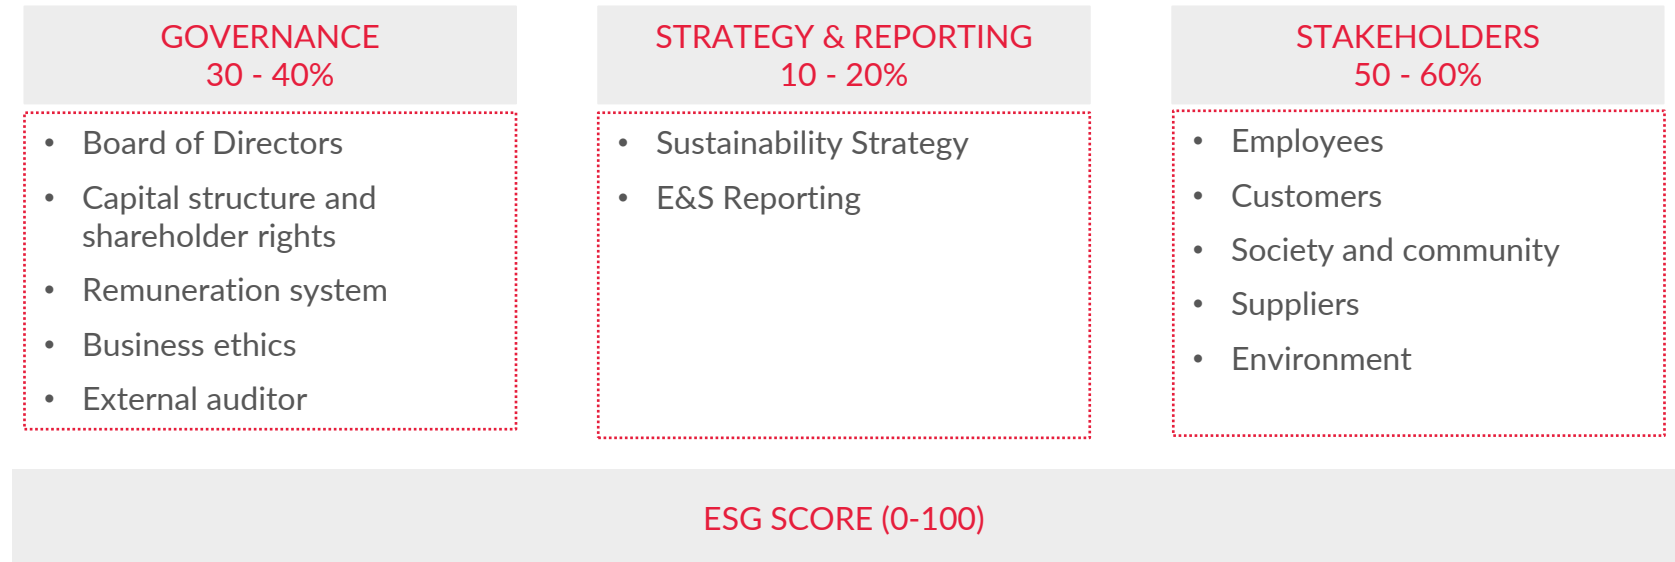 GOVERNANCE
30 - 40%
• Board of Directors
• Capital structure and
shareholder rights
• Remuneration system
• Business ethics
• External auditor
STRATEGY & REPORTING
10 - 20%
• Sustainability Strategy
• E&S Reporting
STAKEHOLDERS
50 - 60%
• Employees
• Customers
• Society and community
• Suppliers
• Environment
ESG SCORE (0-100)